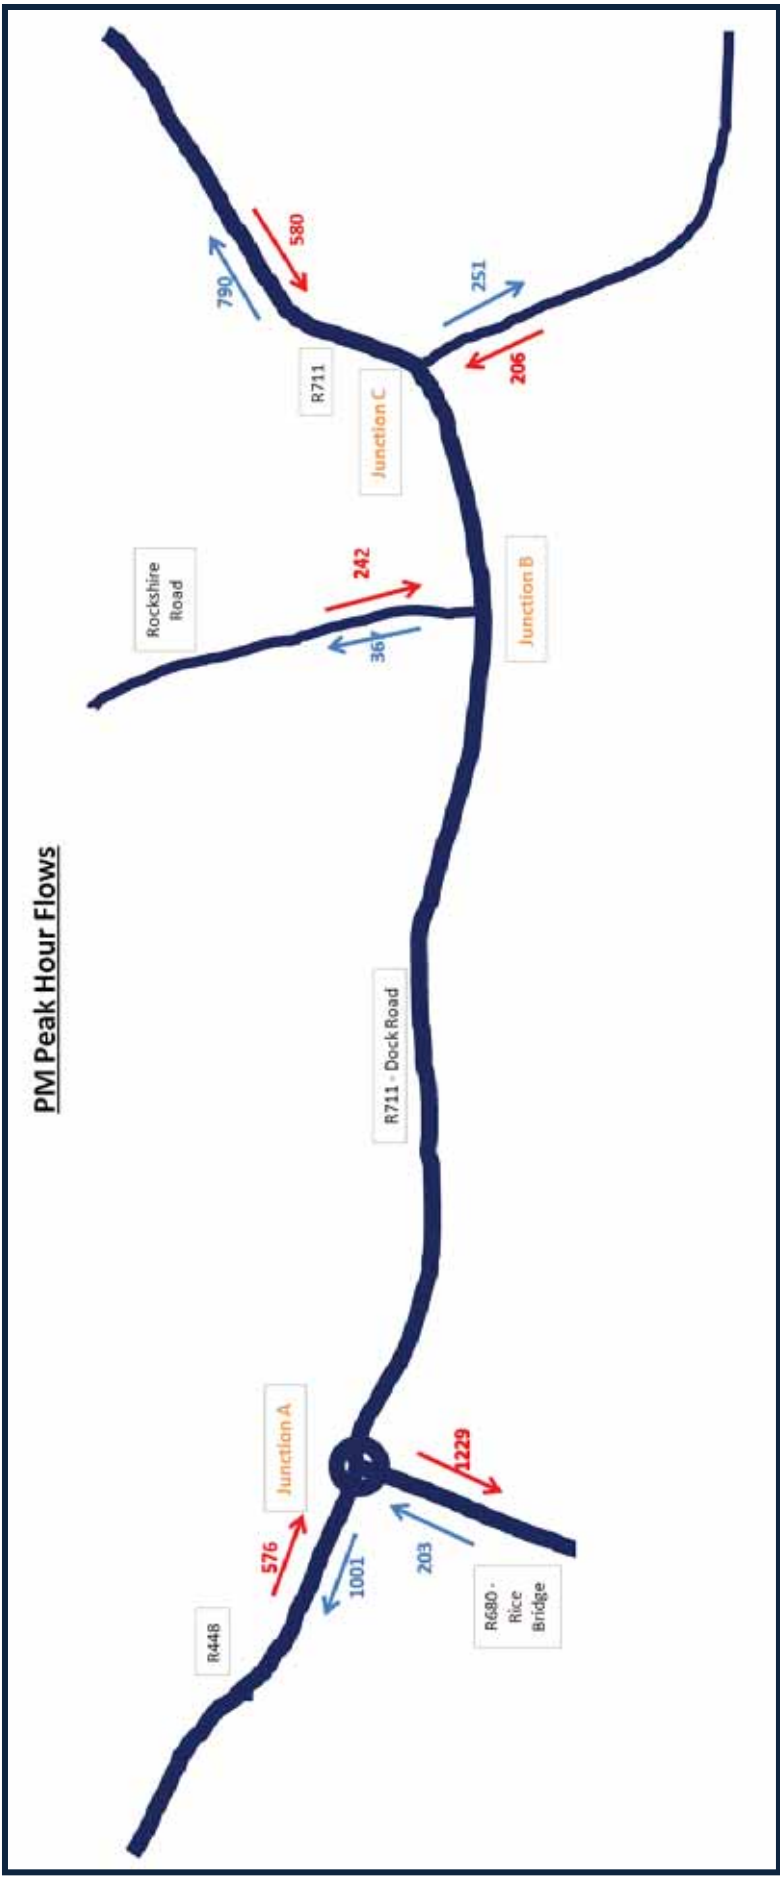 PM Peak Hour Flows
R448
576
1001
Junction A
R680 -
Rice
Bridge
203
1229
R711 - Dock Road
Rockshire
Road
242
Junction B
Junction C
R711
790
580
251
206